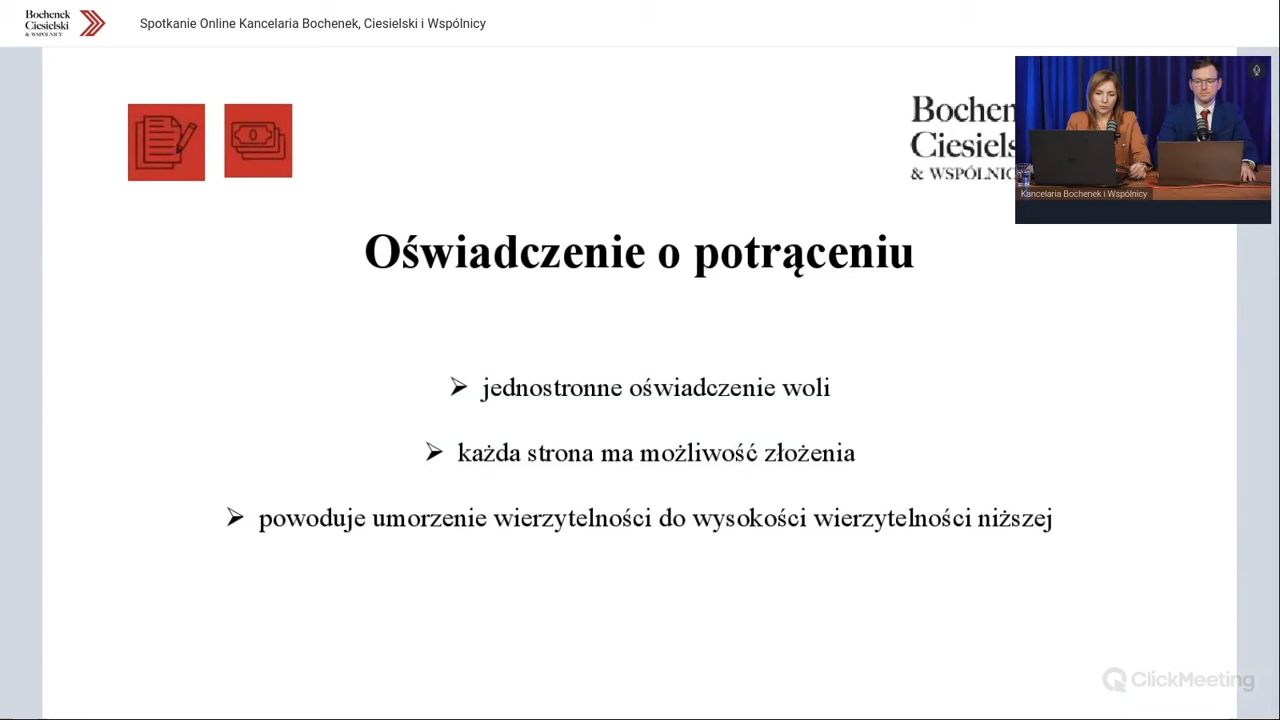 Bochenek
Ciesielski
& WSPÓLNICY
Spotkanie Online Kancelaria Bochenek, Ciesielski i Wspólnicy
Bochen
Ciesiels
& WSPÓLNIC
Kancelaria Bochenek i Wspólnicy
Oświadczenie o potrąceniu
➢ jednostronne oświadczenie woli
➢ każda strona ma możliwość złożenia
➢ powoduje umorzenie wierzytelności do wysokości wierzytelności niższej
ClickMeeting